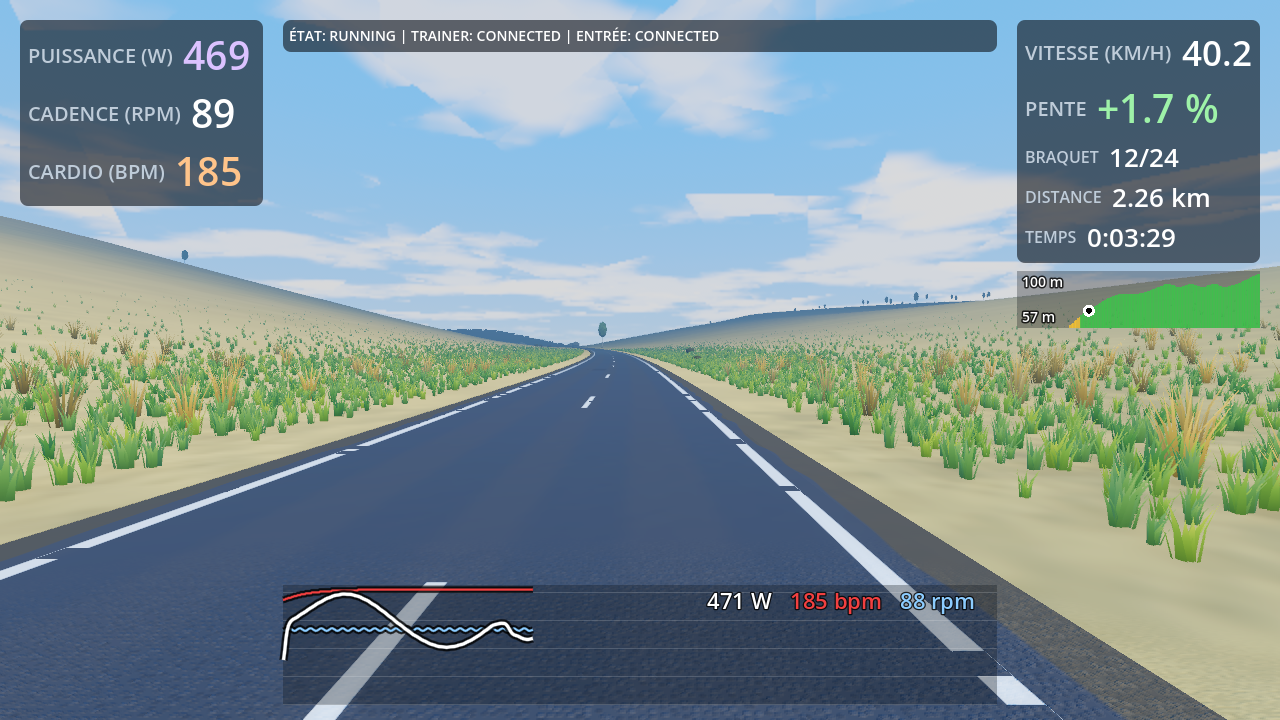 PUISSANCE (W) 469
CADENCE (RPM) 89
CARDIO (BPM) 185
ÉTAT: RUNNING | TRAINER: CONNECTED | ENTRÉE: CONNECTED
VITESSE (KM/H) 40.2
PENTE +1.7 %
BRAQUET 12/24
DISTANCE 2.26 km
TEMPS 0:03:29
100 m
57 m
471 W 185 bpm 88 rpm